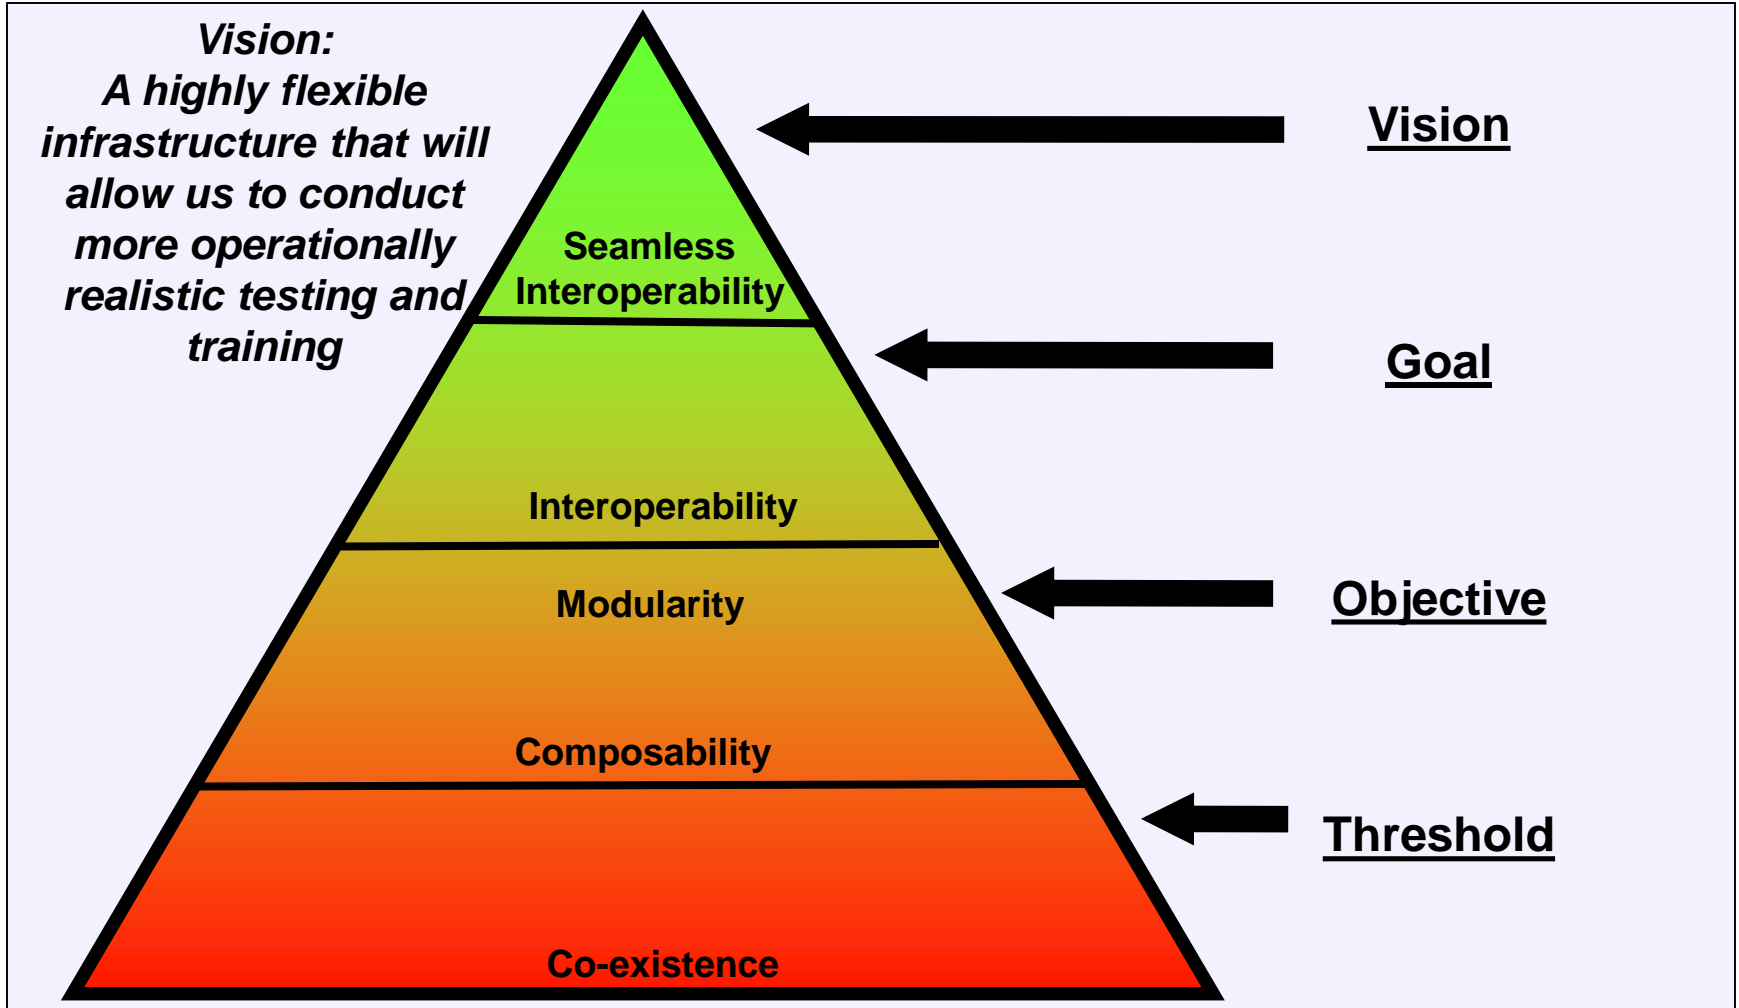 Vision:
A highly flexible
infrastructure that will
allow us to conduct
more operationally
realistic testing and
training
Seamless
Interoperability
Interoperability
Modularity
Composability
Co-existence
Vision
Goal
Objective
Threshold